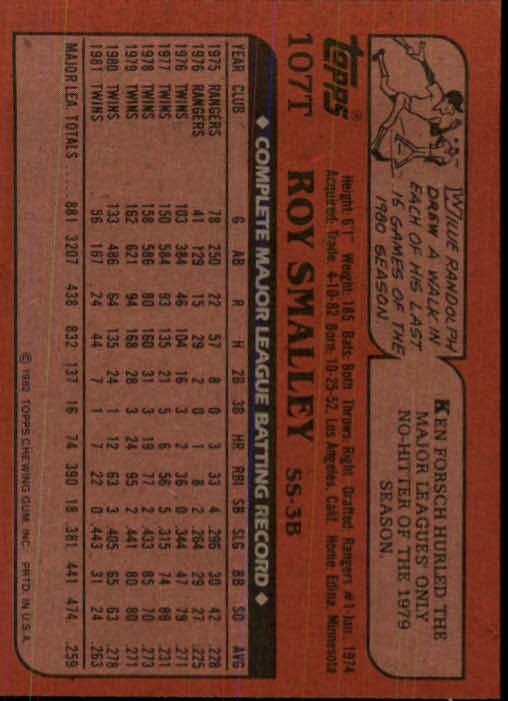 topps®
107T ROY SMALLEY SS-3B
Height: 6'1" Weight: 185 Bats: Both Throws: Right Drafted: Rangers #1-Jan., 1974
Acquired: Trade, 4-10-82 Born: 10-25-52, Los Angeles, Calif. Home: Edina, Minnesota
WILLIE RANDOLPH
DREW A WALK IN
EACH OF HIS LAST
15 GAMES OF THE
1980 SEASON.
KEN FORSCH HURLED THE
MAJOR LEAGUES' ONLY
NO-HITTER OF THE 1979
SEASON.
◆ COMPLETE MAJOR LEAGUE BATTING RECORD ◆
YEAR CLUB G AB R H 2B 3B HR RBI SB SLG BB SO AVG
1975 RANGERS 78 250 22 57 8 0 3 33 4 .296 30 42 .228
1976 RANGERS 41 129 15 29 2 0 1 8 2 .264 29 27 .225
1976 TWINS 103 384 46 104 16 3 2 36 0 .344 47 79 .271
1977 TWINS 150 584 93 135 21 5 6 56 5 .315 74 89 .231
1978 TWINS 158 586 80 160 31 3 19 77 2 .433 85 70 .273
1979 TWINS 162 621 94 168 28 3 24 95 2 .441 80 80 .271
1980 TWINS 133 486 64 135 24 1 12 63 3 .405 65 63 .278
1981 TWINS 56 167 24 44 7 1 7 22 0 .443 31 24 .263
MAJOR LEA. TOTALS 881 3207 438 832 137 16 74 390 18 .381 441 474 .259
© 1982 TOPPS CHEWING GUM, INC. PRTD. IN U.S.A.